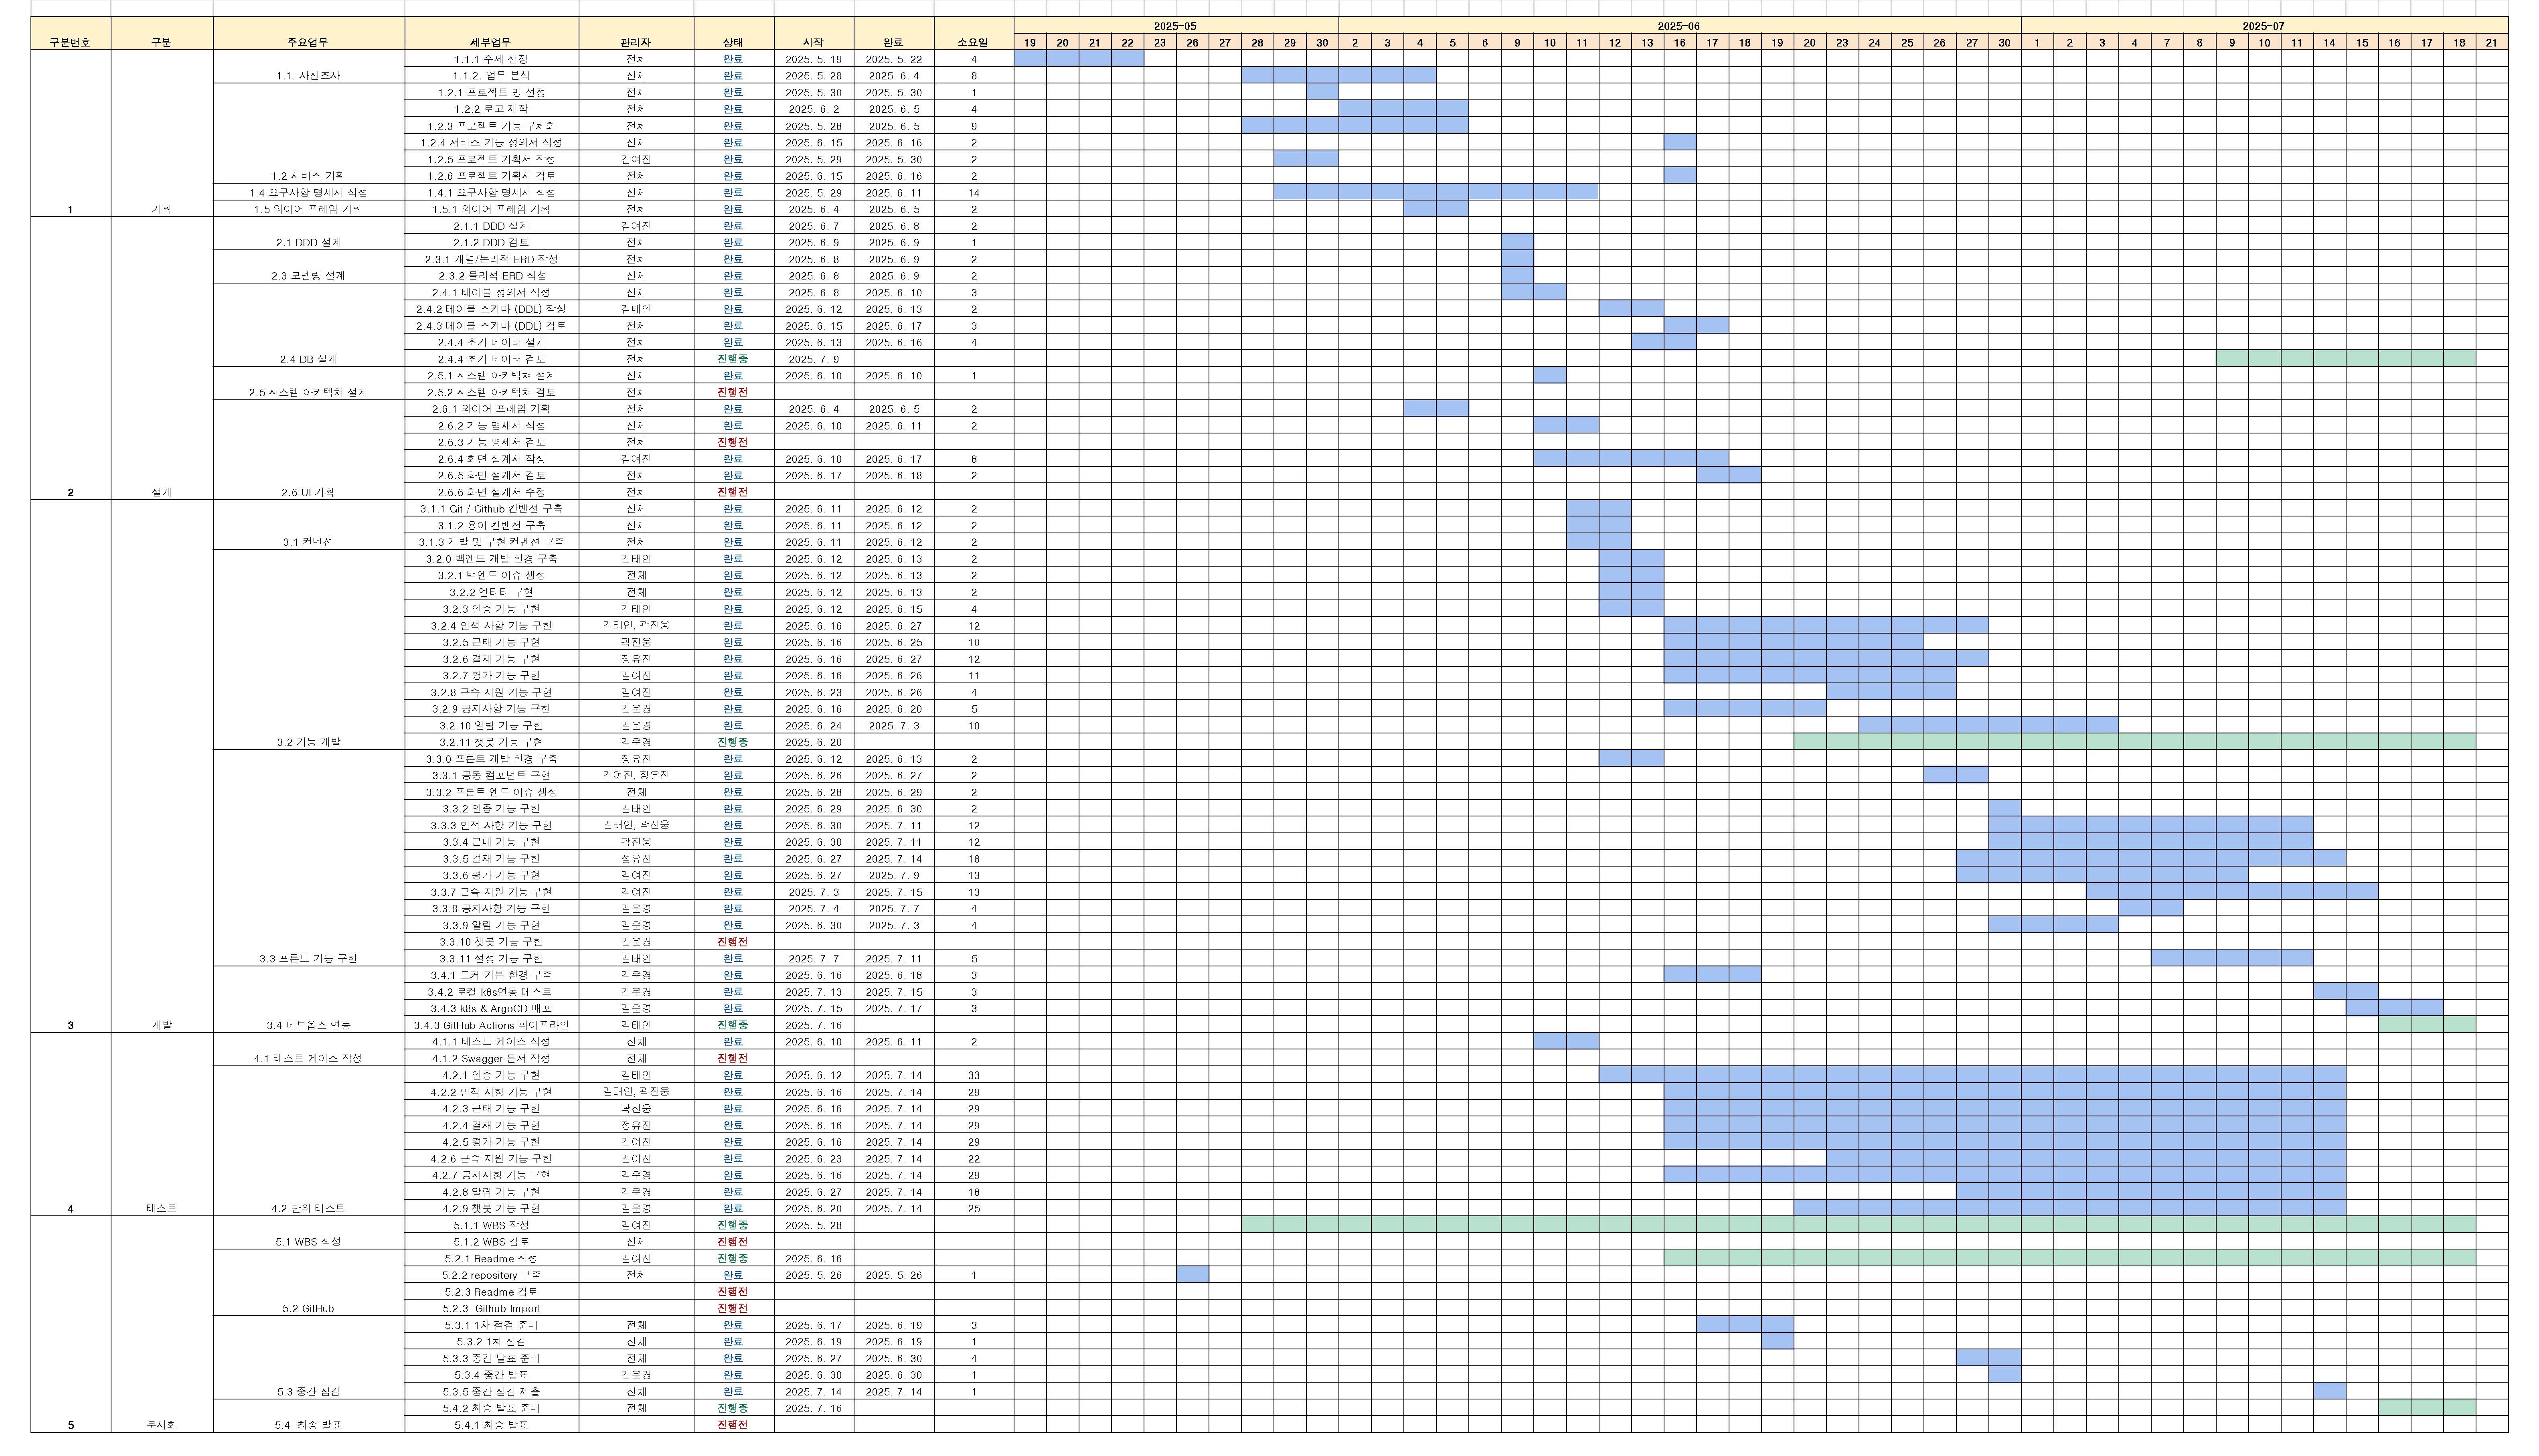 2025-05 2025-06 2025-07
구분번호 구분 주요업무 세부업무 관리자 상태 시작 완료 소요일 19 20 21 22 23 26 27 28 29 30 2 3 4 5 6 9 10 11 12 13 16 17 18 19 20 23 24 25 26 27 30 1 2 3 4 7 8 9 10 11 14 15 16 17 18 21
1.1.1 주제 선정 전체 완료 2025. 5. 19 2025. 5. 22 4
1.1. 사전조사 1.1.2. 업무 분석 전체 완료 2025. 5. 28 2025. 6. 4 8
1.2.1 프로젝트 명 선정 전체 완료 2025. 5. 30 2025. 5. 30 1
1.2.2 로고 제작 전체 완료 2025. 6. 2 2025. 6. 5 4
1.2.3 프로젝트 기능 구체화 전체 완료 2025. 5. 28 2025. 6. 5 9
1.2.4 서비스 기능 정의서 작성 전체 완료 2025. 6. 15 2025. 6. 16 2
1.2.5 프로젝트 기획서 작성 김여진 완료 2025. 5. 29 2025. 5. 30 2
1.2 서비스 기획 1.2.6 프로젝트 기획서 검토 전체 완료 2025. 6. 15 2025. 6. 16 2
1.4 요구사항 명세서 작성 1.4.1 요구사항 명세서 작성 전체 완료 2025. 5. 29 2025. 6. 11 14
1 기획 1.5 와이어 프레임 기획 1.5.1 와이어 프레임 기획 전체 완료 2025. 6. 4 2025. 6. 5 2
2.1.1 DDD 설계 김여진 완료 2025. 6. 7 2025. 6. 8 2
2.1 DDD 설계 2.1.2 DDD 검토 전체 완료 2025. 6. 9 2025. 6. 9 1
2.3.1 개념/논리적 ERD 작성 전체 완료 2025. 6. 8 2025. 6. 9 2
2.3 모델링 설계 2.3.2 물리적 ERD 작성 전체 완료 2025. 6. 8 2025. 6. 9 2
2.4.1 테이블 정의서 작성 전체 완료 2025. 6. 8 2025. 6. 10 3
2.4.2 테이블 스키마 (DDL) 작성 김태인 완료 2025. 6. 12 2025. 6. 13 2
2.4.3 테이블 스키마 (DDL) 검토 전체 완료 2025. 6. 15 2025. 6. 17 3
2.4.4 초기 데이터 설계 전체 완료 2025. 6. 13 2025. 6. 16 4
2.4 DB 설계 2.4.4 초기 데이터 검토 전체 진행중 2025. 7. 9
2.5.1 시스템 아키텍쳐 설계 전체 완료 2025. 6. 10 2025. 6. 10 1
2.5 시스템 아키텍쳐 설계 2.5.2 시스템 아키텍쳐 검토 전체 진행전
2.6.1 와이어 프레임 기획 전체 완료 2025. 6. 4 2025. 6. 5 2
2.6.2 기능 명세서 작성 전체 완료 2025. 6. 10 2025. 6. 11 2
2.6.3 기능 명세서 검토 전체 진행전
2.6.4 화면 설계서 작성 김여진 완료 2025. 6. 10 2025. 6. 17 8
2.6.5 화면 설계서 검토 전체 완료 2025. 6. 17 2025. 6. 18 2
2 설계 2.6 UI 기획 2.6.6 화면 설계서 수정 전체 진행전
3.1.1 Git / Github 컨벤션 구축 전체 완료 2025. 6. 11 2025. 6. 12 2
3.1.2 용어 컨벤션 구축 전체 완료 2025. 6. 11 2025. 6. 12 2
3.1 컨벤션 3.1.3 개발 및 구현 컨벤션 구축 전체 완료 2025. 6. 11 2025. 6. 12 2
3.2.0 백엔드 개발 환경 구축 김태인 완료 2025. 6. 12 2025. 6. 13 2
3.2.1 백엔드 이슈 생성 전체 완료 2025. 6. 12 2025. 6. 13 2
3.2.2 엔티티 구현 전체 완료 2025. 6. 12 2025. 6. 13 2
3.2.3 인증 기능 구현 김태인 완료 2025. 6. 12 2025. 6. 15 4
3.2.4 인적 사항 기능 구현 김태인, 곽진웅 완료 2025. 6. 16 2025. 6. 27 12
3.2.5 근태 기능 구현 곽진웅 완료 2025. 6. 16 2025. 6. 25 10
3.2.6 결재 기능 구현 정유진 완료 2025. 6. 16 2025. 6. 27 12
3.2.7 평가 기능 구현 김여진 완료 2025. 6. 16 2025. 6. 26 11
3.2.8 근속 지원 기능 구현 김여진 완료 2025. 6. 23 2025. 6. 26 4
3.2.9 공지사항 기능 구현 김운경 완료 2025. 6. 16 2025. 6. 20 5
3.2.10 알림 기능 구현 김운경 완료 2025. 6. 24 2025. 7. 3 10
3.2 기능 개발 3.2.11 챗봇 기능 구현 김운경 진행중 2025. 6. 20
3.3.0 프론트 개발 환경 구축 정유진 완료 2025. 6. 12 2025. 6. 13 2
3.3.1 공동 컴포넌트 구현 김여진, 정유진 완료 2025. 6. 26 2025. 6. 27 2
3.3.2 프론트 엔드 이슈 생성 전체 완료 2025. 6. 28 2025. 6. 29 2
3.3.2 인증 기능 구현 김태인 완료 2025. 6. 29 2025. 6. 30 2
3.3.3 인적 사항 기능 구현 김태인, 곽진웅 완료 2025. 6. 30 2025. 7. 11 12
3.3.4 근태 기능 구현 곽진웅 완료 2025. 6. 30 2025. 7. 11 12
3.3.5 결재 기능 구현 정유진 완료 2025. 6. 27 2025. 7. 14 18
3.3.6 평가 기능 구현 김여진 완료 2025. 6. 27 2025. 7. 9 13
3.3.7 근속 지원 기능 구현 김여진 완료 2025. 7. 3 2025. 7. 15 13
3.3.8 공지사항 기능 구현 김운경 완료 2025. 7. 4 2025. 7. 7 4
3.3.9 알림 기능 구현 김운경 완료 2025. 6. 30 2025. 7. 3 4
3.3.10 챗봇 기능 구현 김운경 진행전
3.3 프론트 기능 구현 3.3.11 설정 기능 구현 김태인 완료 2025. 7. 7 2025. 7. 11 5
3.4.1 도커 기본 환경 구축 김운경 완료 2025. 6. 16 2025. 6. 18 3
3.4.2 로컬 k8s연동 테스트 김운경 완료 2025. 7. 13 2025. 7. 15 3
3.4.3 k8s & ArgoCD 배포 김운경 완료 2025. 7. 15 2025. 7. 17 3
3 개발 3.4 데브옵스 연동 3.4.3 GitHub Actions 파이프라인 김태인 진행중 2025. 7. 16
4.1.1 테스트 케이스 작성 전체 완료 2025. 6. 10 2025. 6. 11 2
4.1 테스트 케이스 작성 4.1.2 Swagger 문서 작성 전체 진행전
4.2.1 인증 기능 구현 김태인 완료 2025. 6. 12 2025. 7. 14 33
4.2.2 인적 사항 기능 구현 김태인, 곽진웅 완료 2025. 6. 16 2025. 7. 14 29
4.2.3 근태 기능 구현 곽진웅 완료 2025. 6. 16 2025. 7. 14 29
4.2.4 결재 기능 구현 정유진 완료 2025. 6. 16 2025. 7. 14 29
4.2.5 평가 기능 구현 김여진 완료 2025. 6. 16 2025. 7. 14 29
4.2.6 근속 지원 기능 구현 김여진 완료 2025. 6. 23 2025. 7. 14 22
4.2.7 공지사항 기능 구현 김운경 완료 2025. 6. 16 2025. 7. 14 29
4.2.8 알림 기능 구현 김운경 완료 2025. 6. 27 2025. 7. 14 18
4 테스트 4.2 단위 테스트 4.2.9 챗봇 기능 구현 김운경 완료 2025. 6. 20 2025. 7. 14 25
5.1.1 WBS 작성 김여진 진행중 2025. 5. 28
5.1 WBS 작성 5.1.2 WBS 검토 전체 진행전
5.2.1 Readme 작성 김여진 진행중 2025. 6. 16
5.2.2 repository 구축 전체 완료 2025. 5. 26 2025. 5. 26 1
5.2.3 Readme 검토 진행전
5.2 GitHub 5.2.3 Github Import 진행전
5.3.1 1차 점검 준비 전체 완료 2025. 6. 17 2025. 6. 19 3
5.3.2 1차 점검 전체 완료 2025. 6. 19 2025. 6. 19 1
5.3.3 중간 발표 준비 전체 완료 2025. 6. 27 2025. 6. 30 4
5.3.4 중간 발표 김운경 완료 2025. 6. 30 2025. 6. 30 1
5.3 중간 점검 5.3.5 중간 점검 제출 전체 완료 2025. 7. 14 2025. 7. 14 1
5.4.2 최종 발표 준비 전체 진행중 2025. 7. 16
5 문서화 5.4 최종 발표 5.4.1 최종 발표 진행전